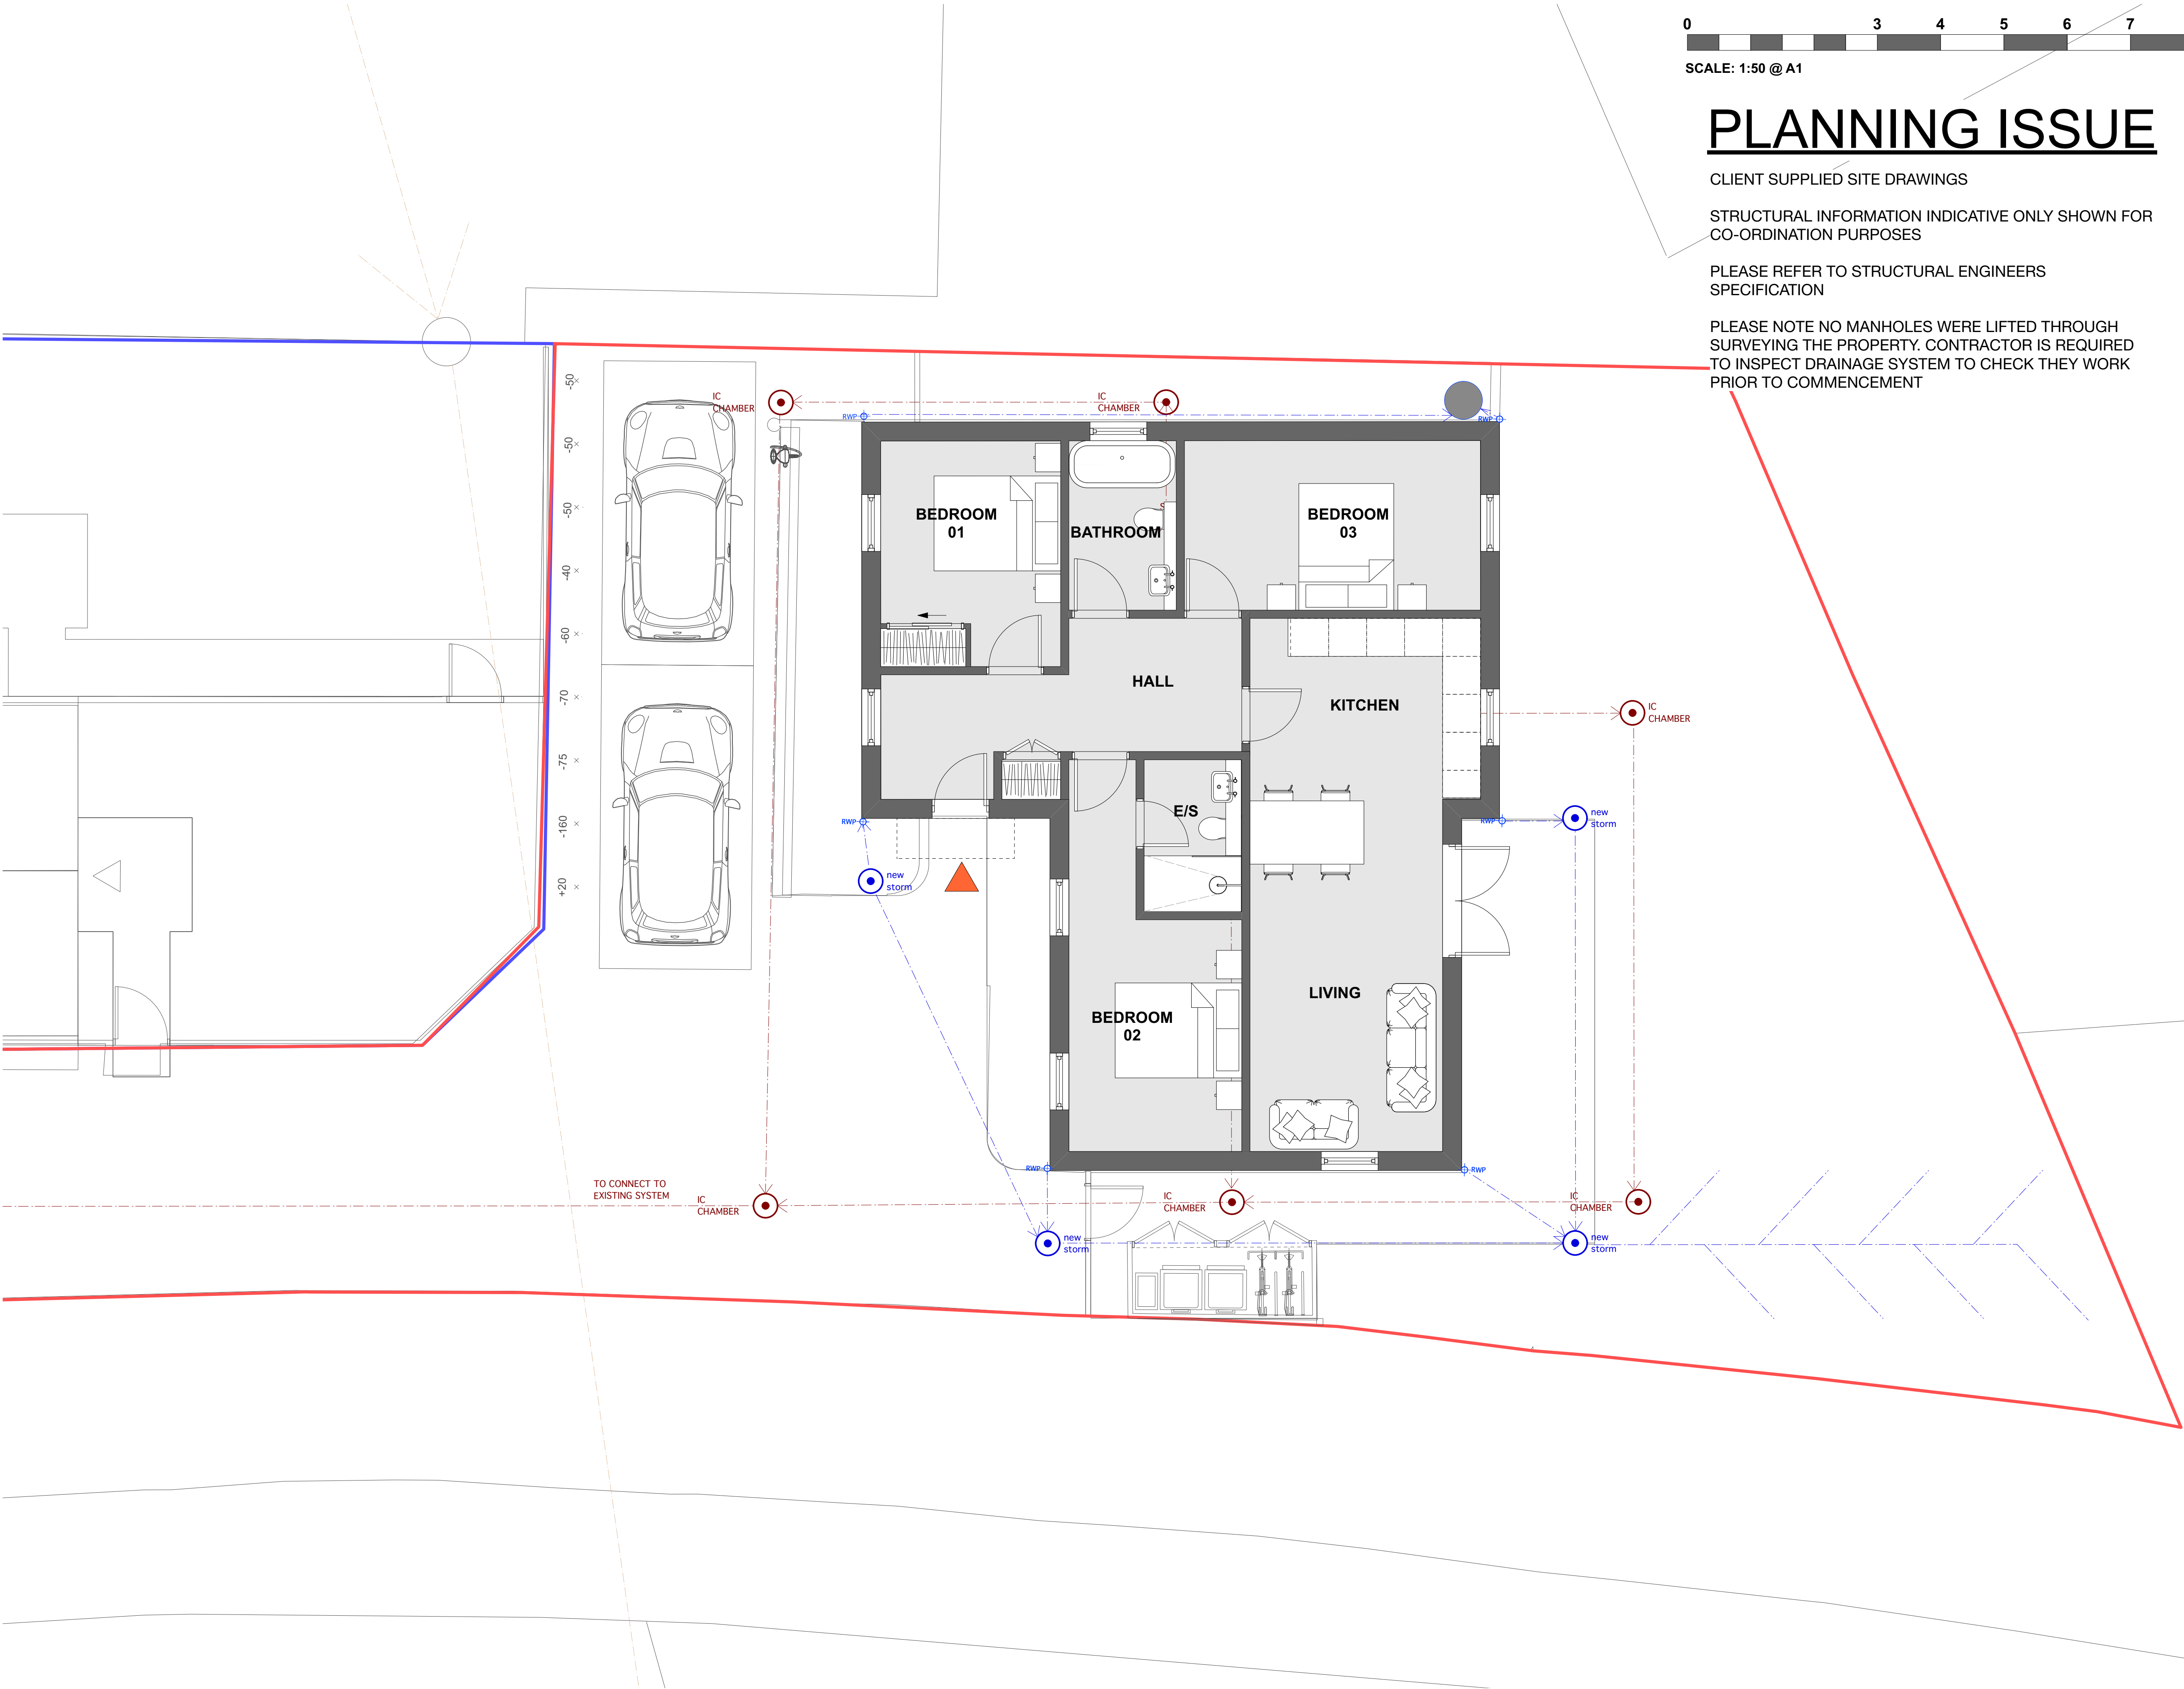 0 3 4 5 6 7
SCALE: 1:50 @ A1
PLANNING ISSUE
CLIENT SUPPLIED SITE DRAWINGS
STRUCTURAL INFORMATION INDICATIVE ONLY SHOWN FOR
CO-ORDINATION PURPOSES
PLEASE REFER TO STRUCTURAL ENGINEERS
SPECIFICATION
PLEASE NOTE NO MANHOLES WERE LIFTED THROUGH
SURVEYING THE PROPERTY. CONTRACTOR IS REQUIRED
TO INSPECT DRAINAGE SYSTEM TO CHECK THEY WORK
PRIOR TO COMMENCEMENT
-50
-50
-50
-40
-60
-70
-75
-160
+20
IC
CHAMBER
IC
CHAMBER
RWP
RWP
BEDROOM
01
BATHROOM
S
BEDROOM
03
HALL
KITCHEN
IC
CHAMBER
E/S
RWP
RWP
new
storm
new
storm
LIVING
BEDROOM
02
RWP
RWP
TO CONNECT TO
EXISTING SYSTEM
IC
CHAMBER
IC
CHAMBER
IC
CHAMBER
new
storm
new
storm